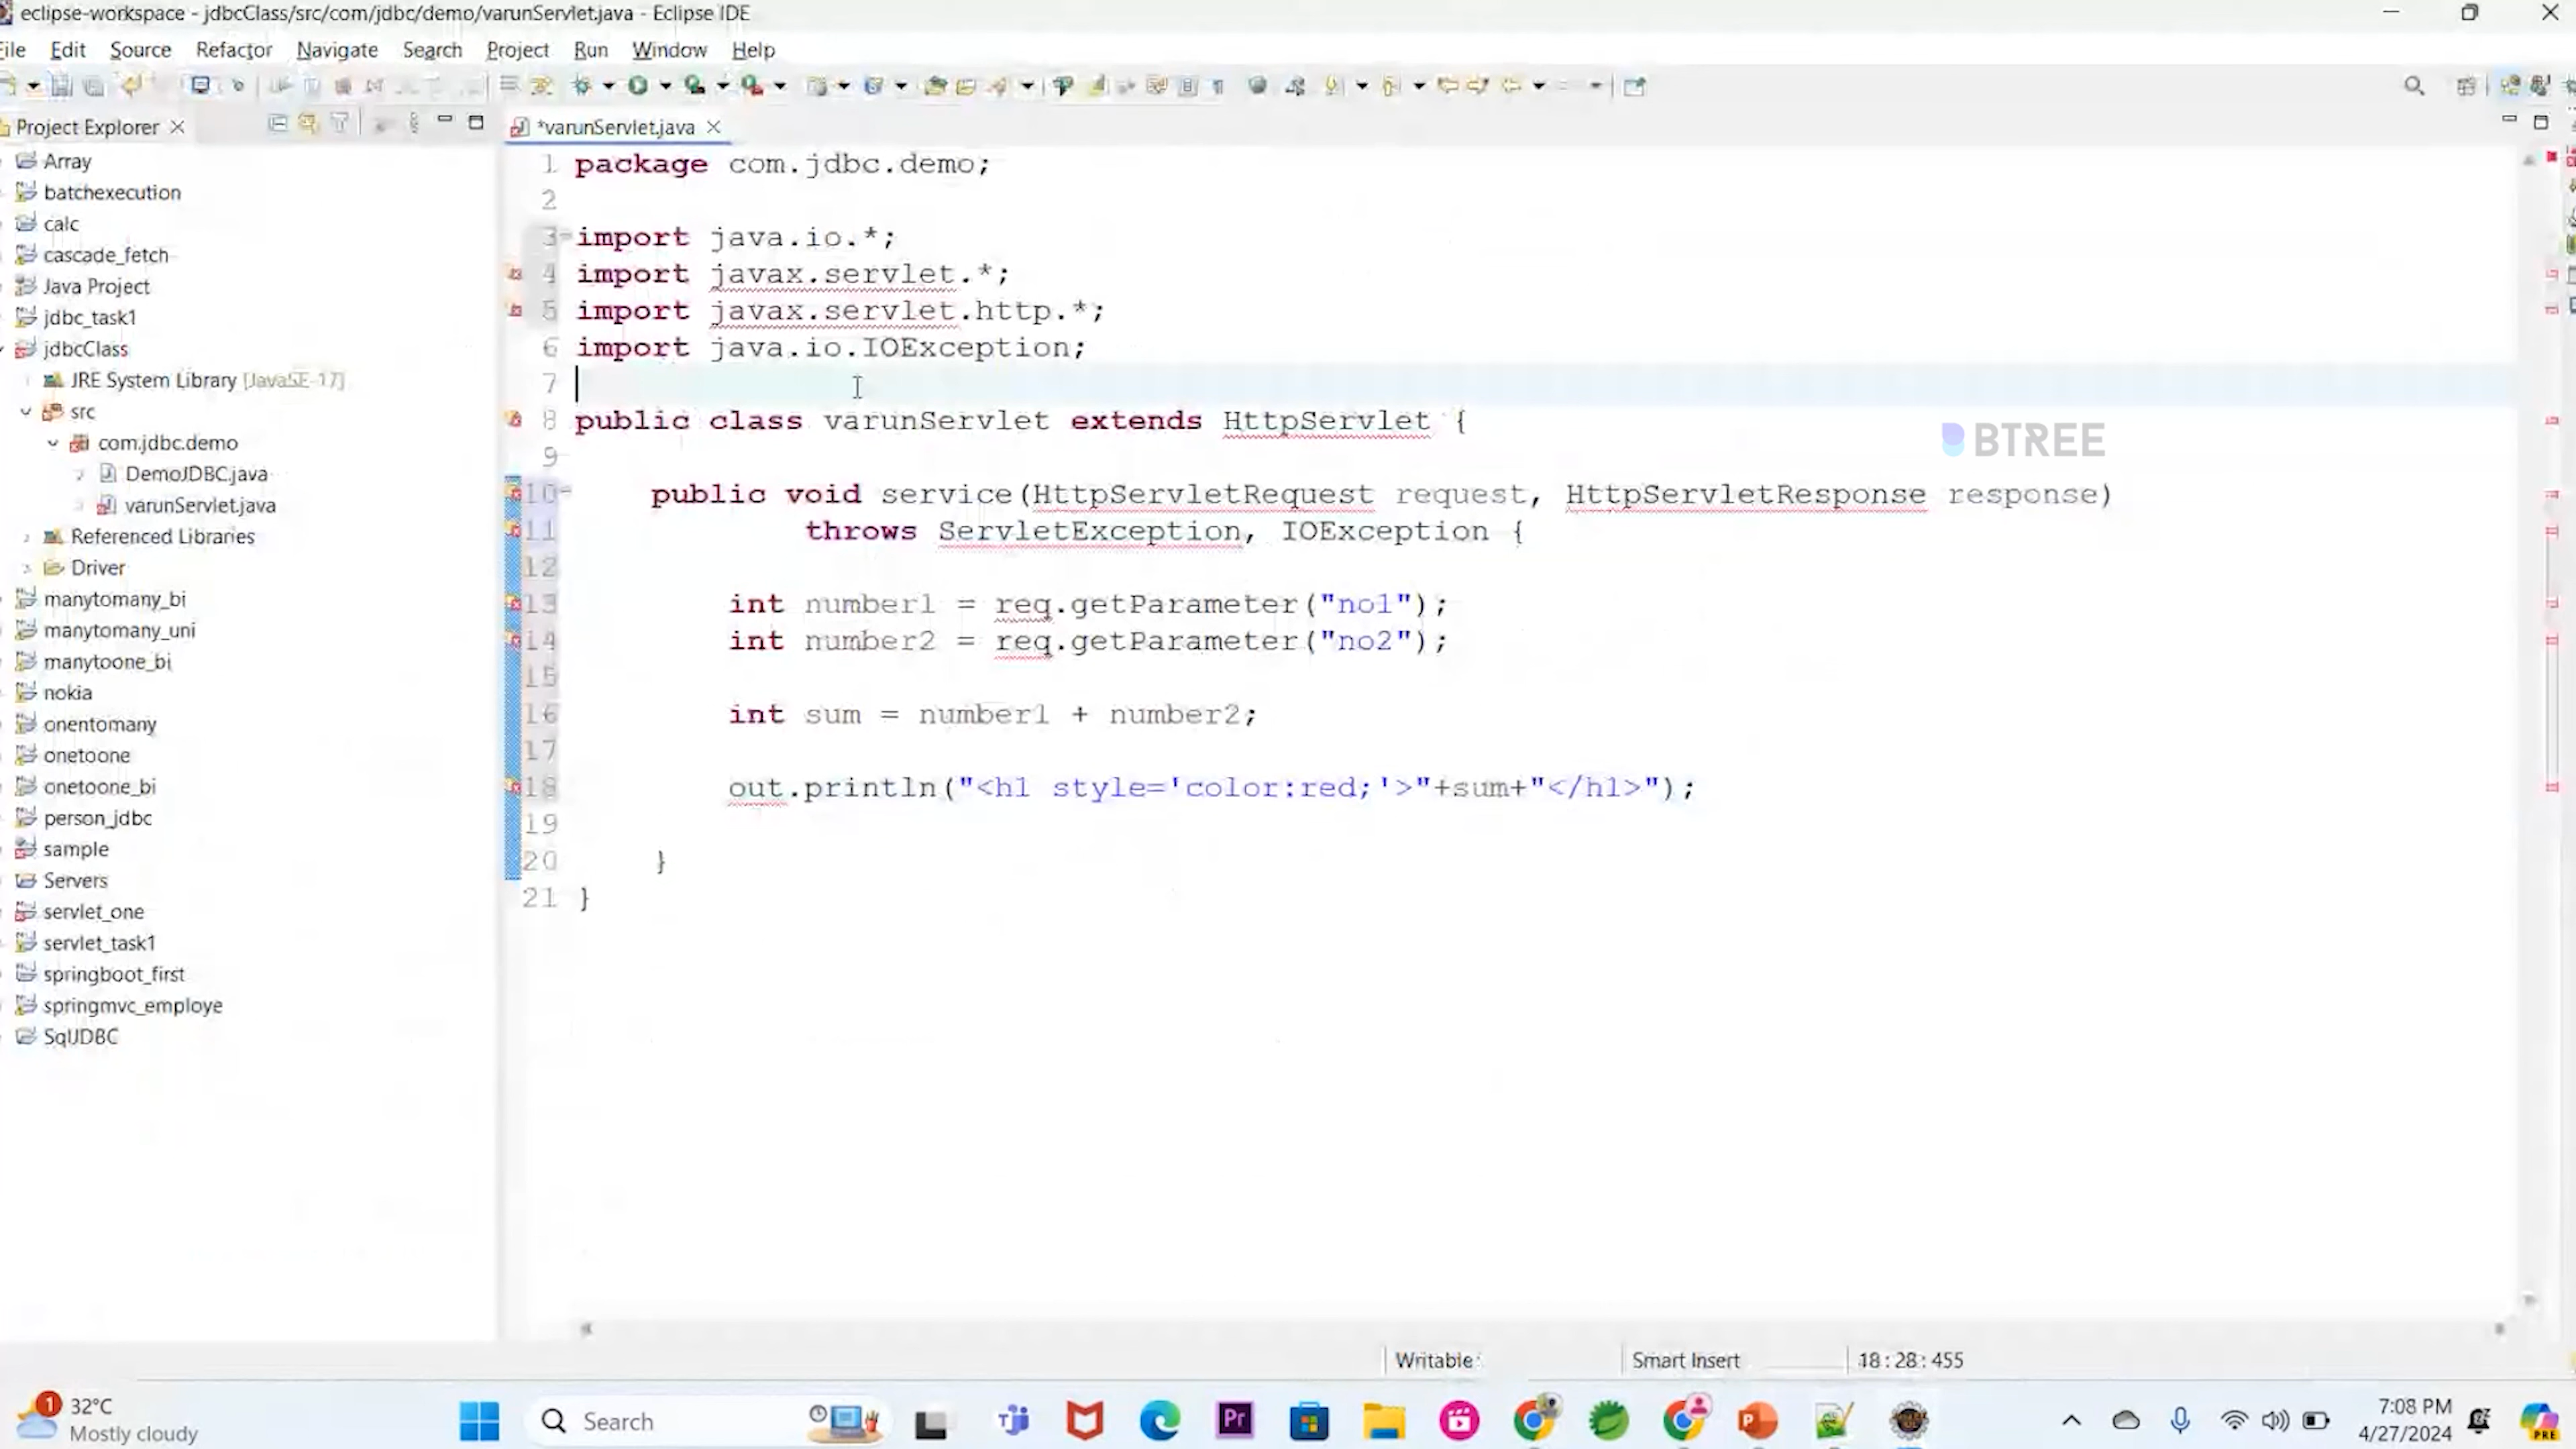 eclipse-workspace - jdbcClass/src/com/jdbc/demo/varunServlet.java - Eclipse IDE
File Edit Source Refactor Navigate Search Project Run Window Help
Project Explorer
*varunServlet.java
Array
batchexecution
calc
cascade_fetch
Java Project
jdbc_task1
jdbcClass
JRE System Library [JavaSE-17]
src
com.jdbc.demo
DemoJDBC.java
varunServlet.java
Referenced Libraries
Driver
manytomany_bi
manytomany_uni
manytoone_bi
nokia
onentomany
onetoone
onetoone_bi
person_jdbc
sample
Servers
servlet_one
servlet_task1
springboot_first
springmvc_employe
1 package com.jdbc.demo;
2
3 import java.io.*;
4 import javax.servlet.*;
5 import javax.servlet.http.*;
6 import java.io.IOException;
7
8 public class varunServlet extends HttpServlet {
9
10 public void service(HttpServletRequest request, HttpServletResponse response)
11 throws ServletException, IOException {
12
13 int number1 = req.getParameter("no1");
14 int number2 = req.getParameter("no2");
15
16 int sum = number1 + number2;
17
18 out.println("<h1 style='color:red;'>"+sum+"</h1>");
19
20 }
21 }
BTREE
Writable
Smart Insert
18 : 28 : 455
1
32°C
Mostly cloudy
Search
Pr
7:08 PM
4/27/2024
PRE